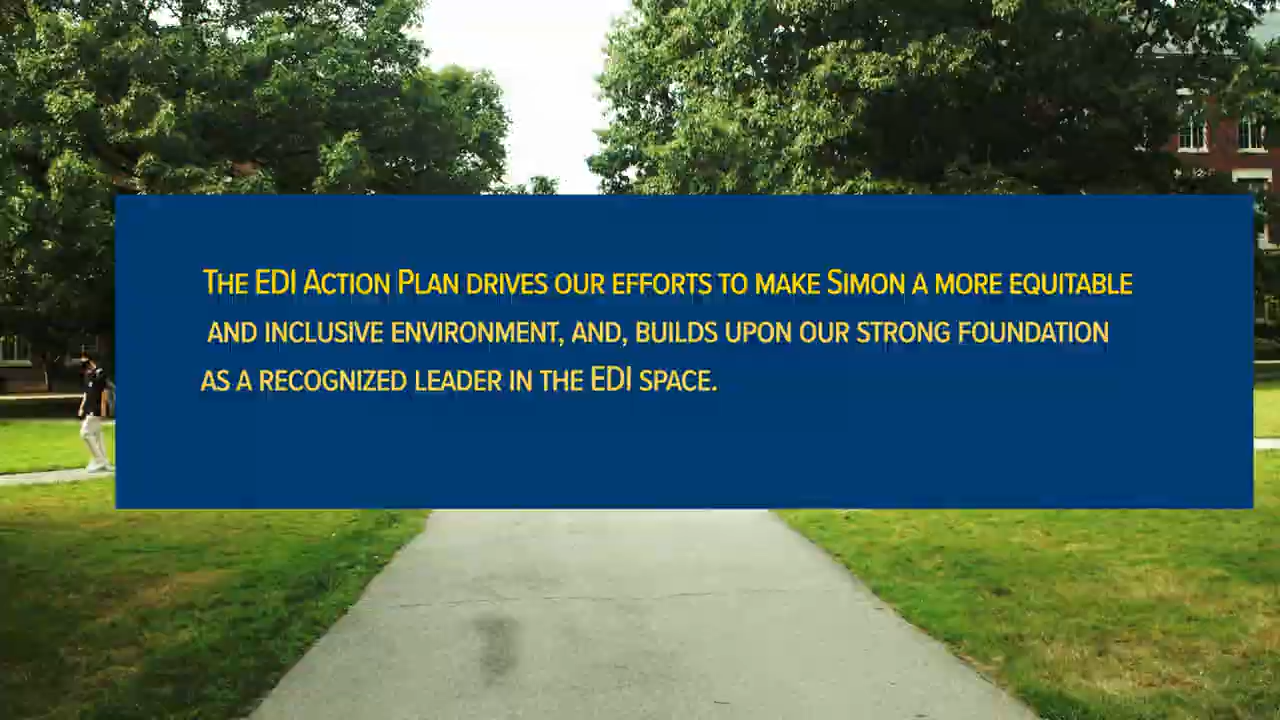 The EDI Action Plan drives our efforts to make Simon a more equitable
and inclusive environment, and, builds upon our strong foundation
as a recognized leader in the EDI space.